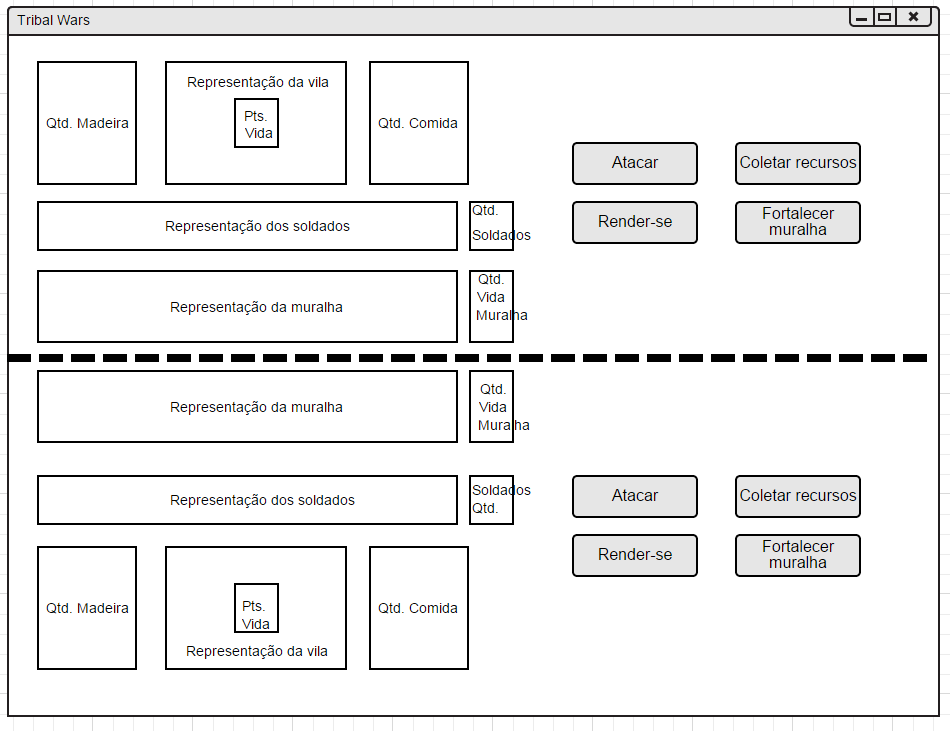 Tribal Wars
Representação da vila
Pts.
Vida
Qtd. Madeira
Qtd. Comida
Atacar
Coletar recursos
Representação dos soldados
Qtd.
Soldados
Render-se
Fortalecer
muralha
Representação da muralha
Qtd.
Vida
Muralha
Representação da muralha
Qtd.
Vida
Muralha
Representação dos soldados
Soldados
Qtd.
Atacar
Coletar recursos
Render-se
Fortalecer
muralha
Qtd. Madeira
Pts.
Vida
Representação da vila
Qtd. Comida